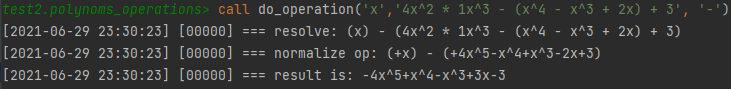 test2.polynoms_operations> call do_operation('x','4x^2 * 1x^3 - (x^4 - x^3 + 2x) + 3', '-')
[2021-06-29 23:30:23] [00000] === resolve: (x) - (4x^2 * 1x^3 - (x^4 - x^3 + 2x) + 3)
[2021-06-29 23:30:23] [00000] === normalize op: (+x) - (+4x^5-x^4+x^3-2x+3)
[2021-06-29 23:30:23] [00000] === result is: -4x^5+x^4-x^3+3x-3